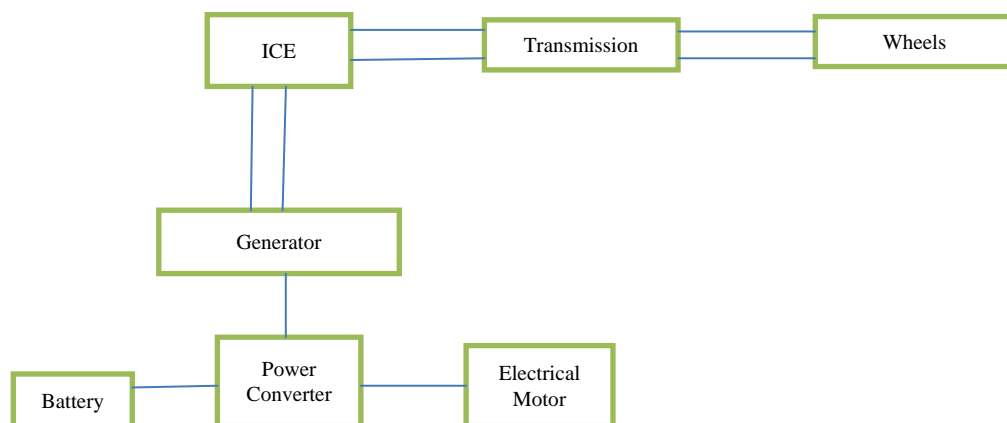 ICE
Transmission
Wheels
Generator
Power
Converter
Electrical
Motor
Battery